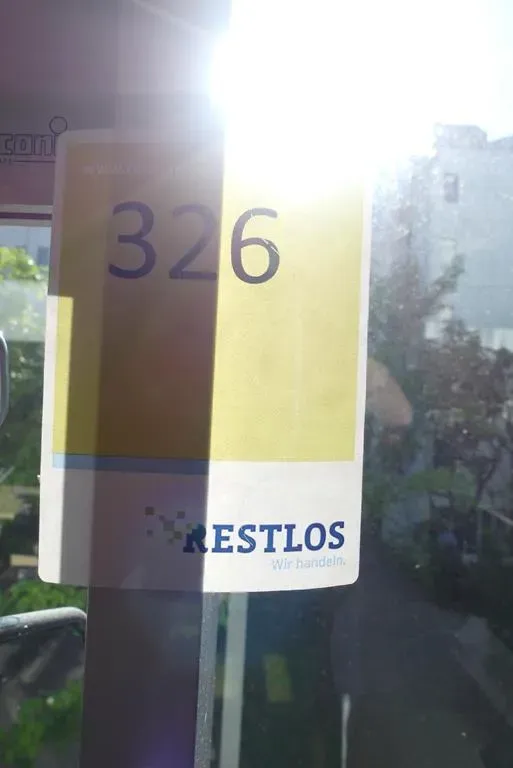 326
RESTLOS
Wir handeln.